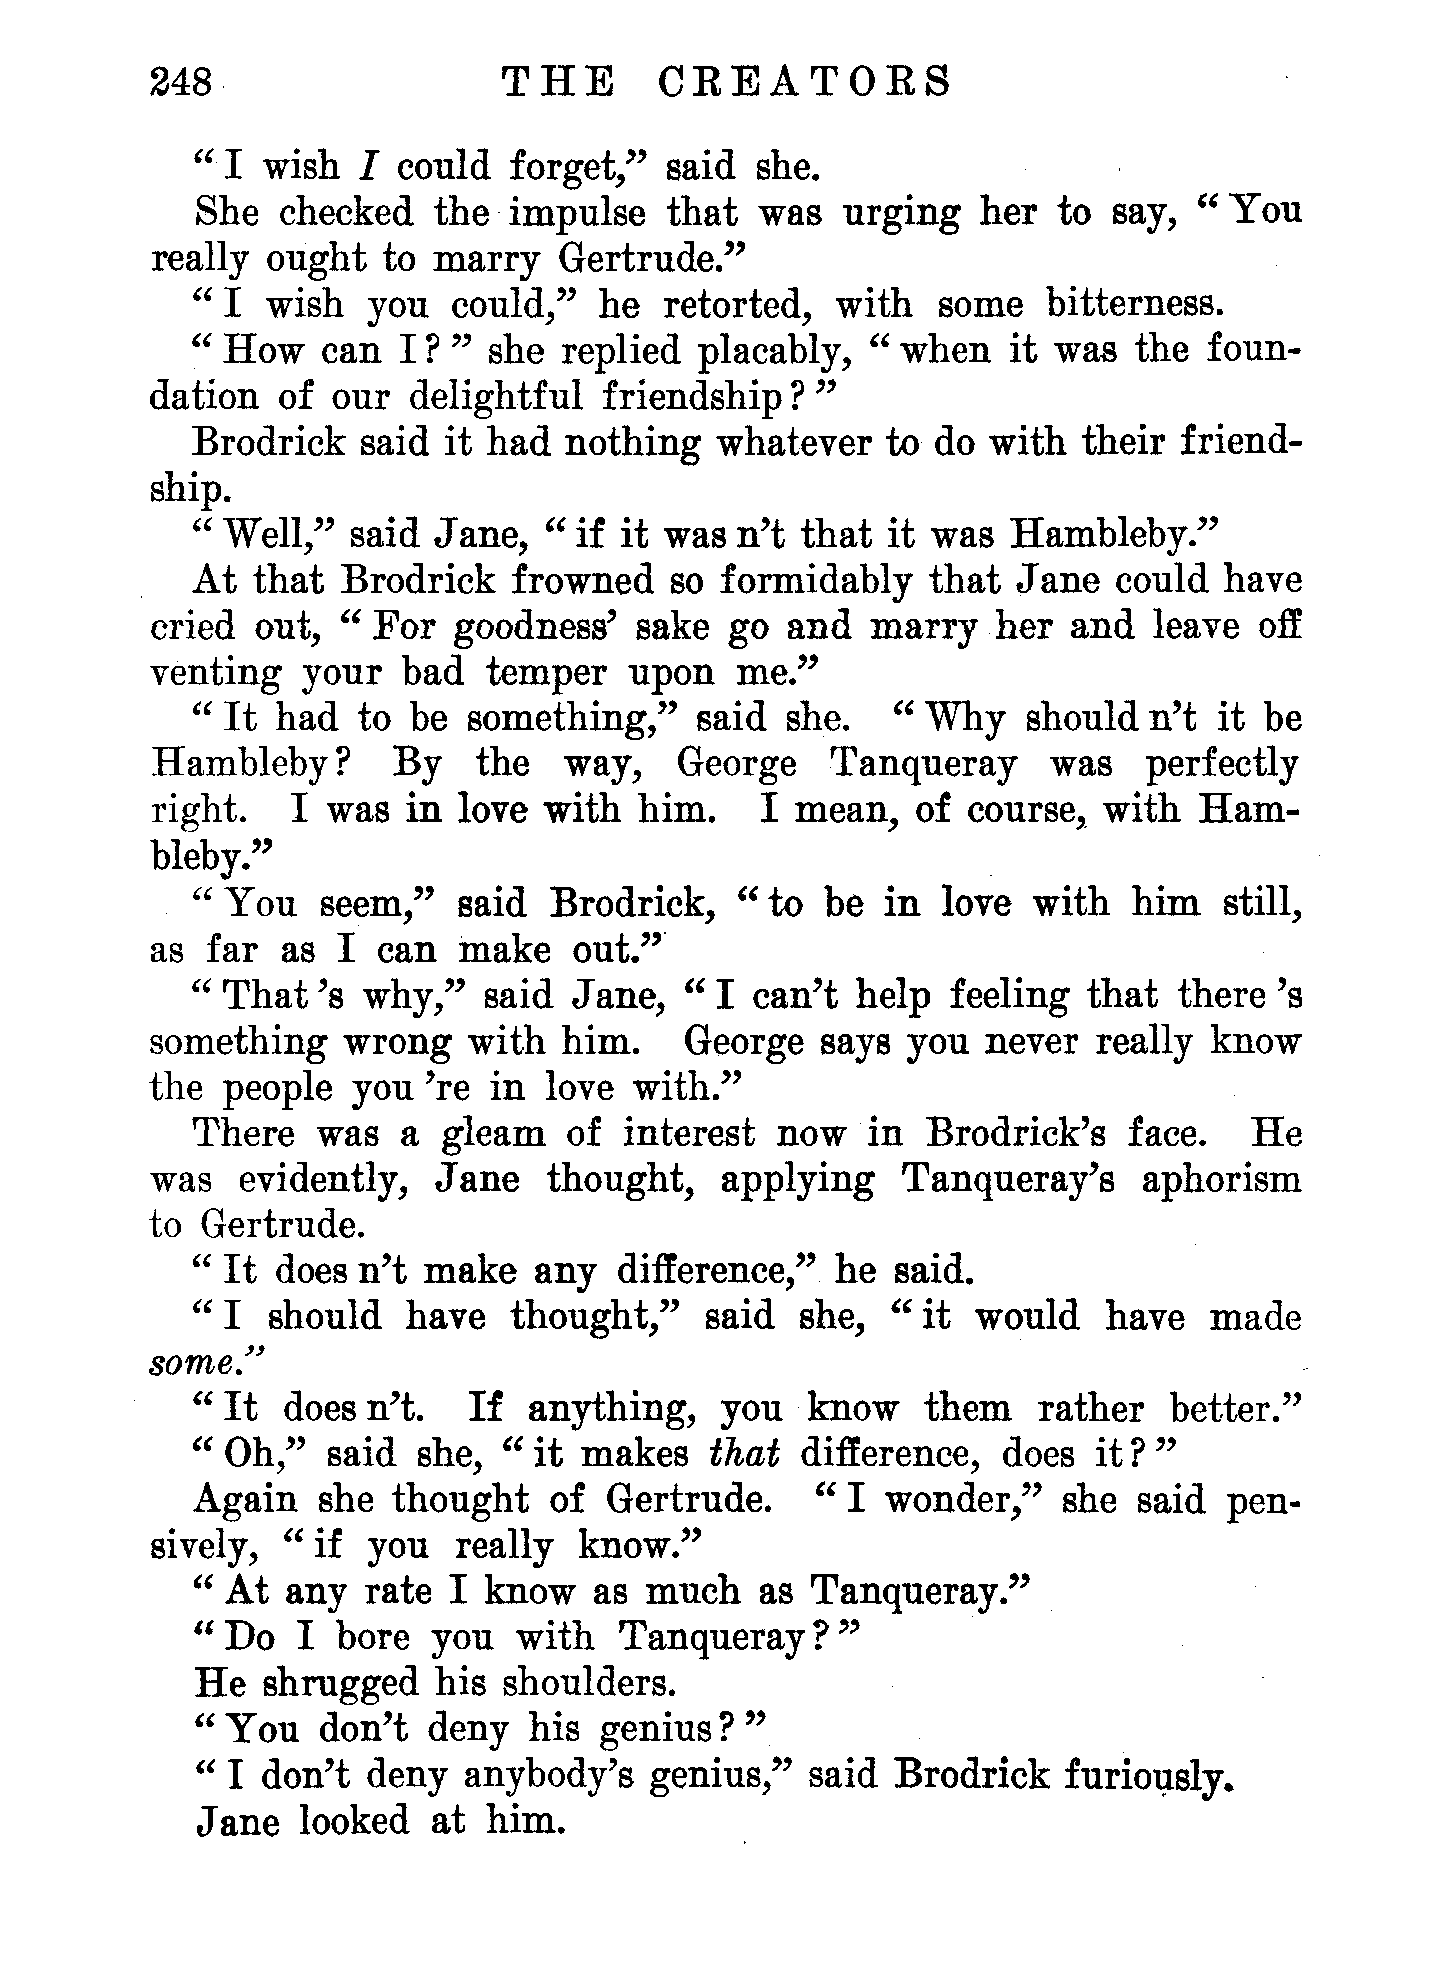 248 THE CREATORS
“I wish I could forget,” said she.
She checked the impulse that was urging her to say, “You
really ought to marry Gertrude.”
“I wish you could,” he retorted, with some bitterness.
“How can I?” she replied placably, “when it was the foun-
dation of our delightful friendship?”
Brodrick said it had nothing whatever to do with their friend-
ship.
“Well,” said Jane, “if it was n’t that it was Hambleby.”
At that Brodrick frowned so formidably that Jane could have
cried out, “For goodness’ sake go and marry her and leave off
venting your bad temper upon me.”
“It had to be something,” said she. “Why should n’t it be
Hambleby? By the way, George Tanqueray was perfectly
right. I was in love with him. I mean, of course, with Ham-
bleby.”
“You seem,” said Brodrick, “to be in love with him still,
as far as I can make out.”
“That ’s why,” said Jane, “I can’t help feeling that there ’s
something wrong with him. George says you never really know
the people you ’re in love with.”
There was a gleam of interest now in Brodrick’s face. He
was evidently, Jane thought, applying Tanqueray’s aphorism
to Gertrude.
“It does n’t make any difference,” he said.
“I should have thought,” said she, “it would have made
some.”
“It does n’t. If anything, you know them rather better.”
“Oh,” said she, “it makes that difference, does it?”
Again she thought of Gertrude. “I wonder,” she said pen-
sively, “if you really know.”
“At any rate I know as much as Tanqueray.”
“Do I bore you with Tanqueray?”
He shrugged his shoulders.
“You don’t deny his genius?”
“I don’t deny anybody’s genius,” said Brodrick furiously.
Jane looked at him.